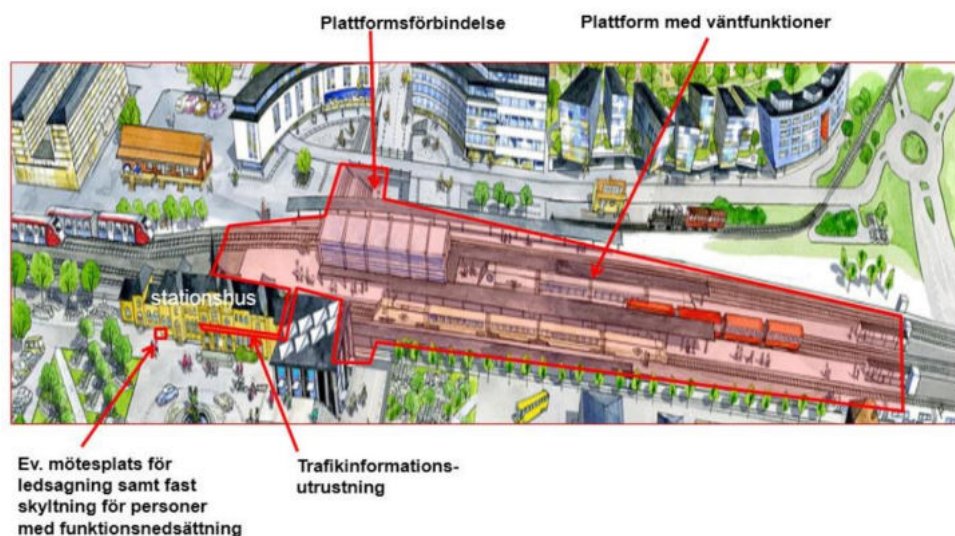 Plattformsförbindelse
Plattform med väntfunktioner
stationshus
Ev. mötesplats för
ledsagning samt fast
skyltning för personer
med funktionsnedsättning
Trafikinformations-
utrustning